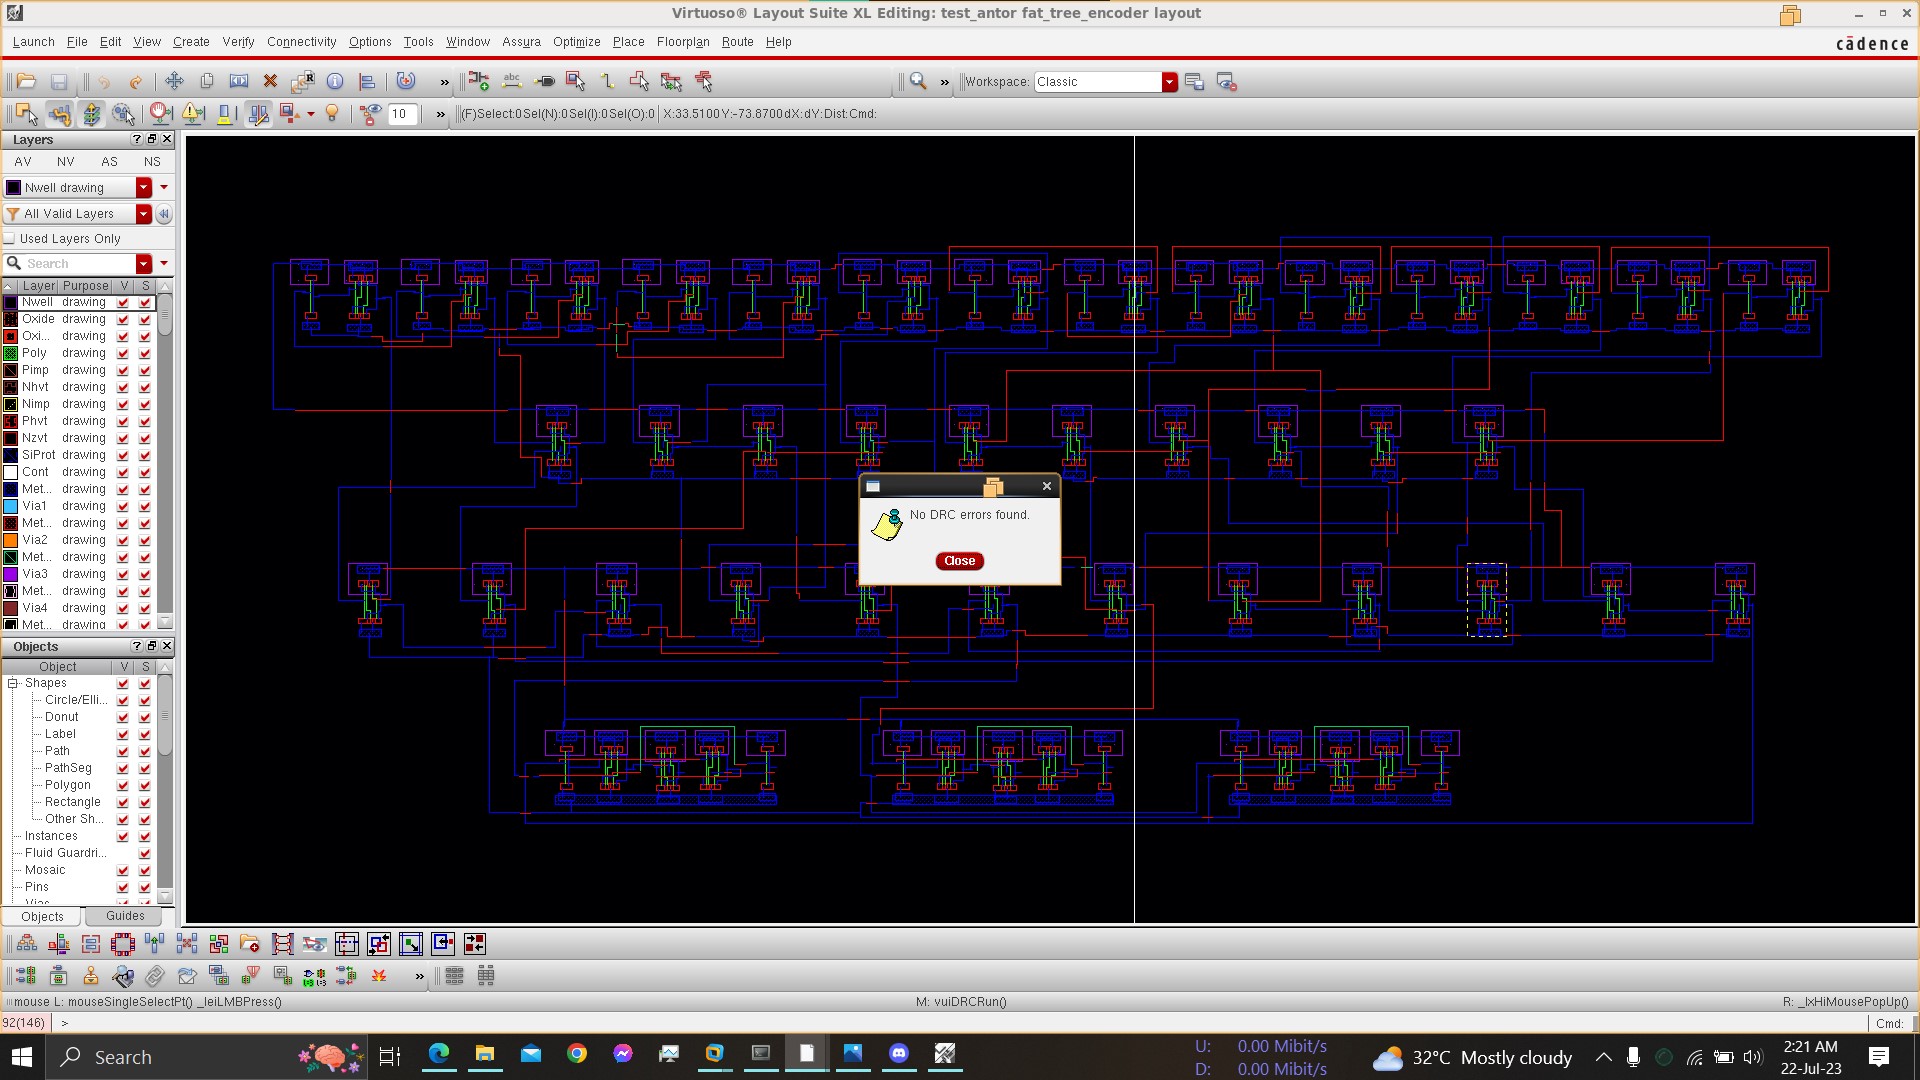 Virtuoso® Layout Suite XL Editing: test_antor fat_tree_encoder layout
Launch File Edit View Create Verify Connectivity Options Tools Window Assura Optimize Place Floorplan Route Help
cādence
abc
R
Workspace: Classic
10
(F)Select:0 Sel(N):0 Sel(I):0 Sel(O):0 X:33.5100 Y:-73.8700 dX: dY: Dist: Cmd:
Layers
AV NV AS NS
Nwell drawing
All Valid Layers
Used Layers Only
Search
Layer Purpose V S
Nwell drawing
Oxide drawing
Oxi... drawing
Poly drawing
Pimp drawing
Nhvt drawing
Nimp drawing
Phvt drawing
Nzvt drawing
SiProt drawing
Cont drawing
Met... drawing
Via1 drawing
Met... drawing
Via2 drawing
Met... drawing
Via3 drawing
Met... drawing
Via4 drawing
Met... drawing
Objects
Object V S
Shapes
Circle/Elli...
Donut
Label
Path
PathSeg
Polygon
Rectangle
Other Sh...
Instances
Fluid Guardri...
Mosaic
Pins
Vias
Objects Guides
No DRC errors found.
Close
mouse L: mouseSingleSelectPt() _leiLMBPress()
M: vuiDRCRun()
R: _lxHiMousePopUp()
92(146) >
Cmd:
Search
U: 0.00 Mibit/s
D: 0.00 Mibit/s
32°C Mostly cloudy
2:21 AM
22-Jul-23